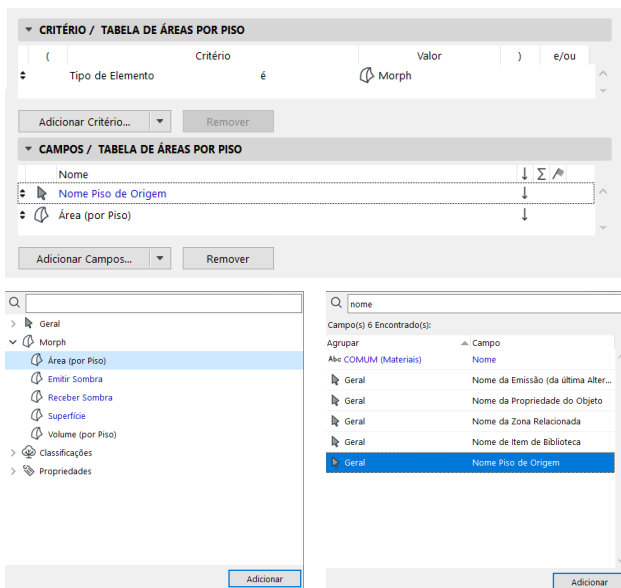 CRITÉRIO / TABELA DE ÁREAS POR PISO
( Critério Valor ) e/ou
Tipo de Elemento é Morph
Adicionar Critério... Remover
CAMPOS / TABELA DE ÁREAS POR PISO
Nome ↓ Σ
Nome Piso de Origem ↓
Área (por Piso) ↓
Adicionar Campos... Remover
Geral
Morph
Área (por Piso)
Emitir Sombra
Receber Sombra
Superfície
Volume (por Piso)
Classificações
Propriedades
Adicionar
nome
Campo(s) 6 Encontrado(s):
Agrupar Campo
Abc COMUM (Materiais) Nome
Geral Nome da Emissão (da última Alter...
Geral Nome da Propriedade do Objeto
Geral Nome da Zona Relacionada
Geral Nome de Item de Biblioteca
Geral Nome Piso de Origem
Adicionar